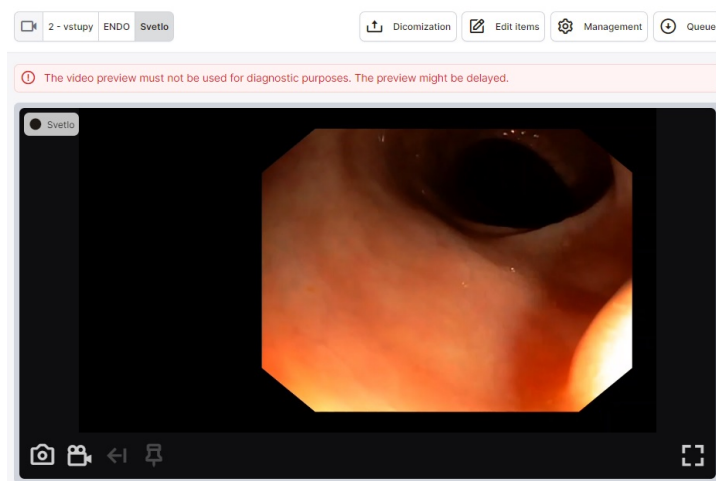 2 - vstupy ENDO Svetlo Dicomization Edit items Management Queue
The video preview must not be used for diagnostic purposes. The preview might be delayed.
Svetlo